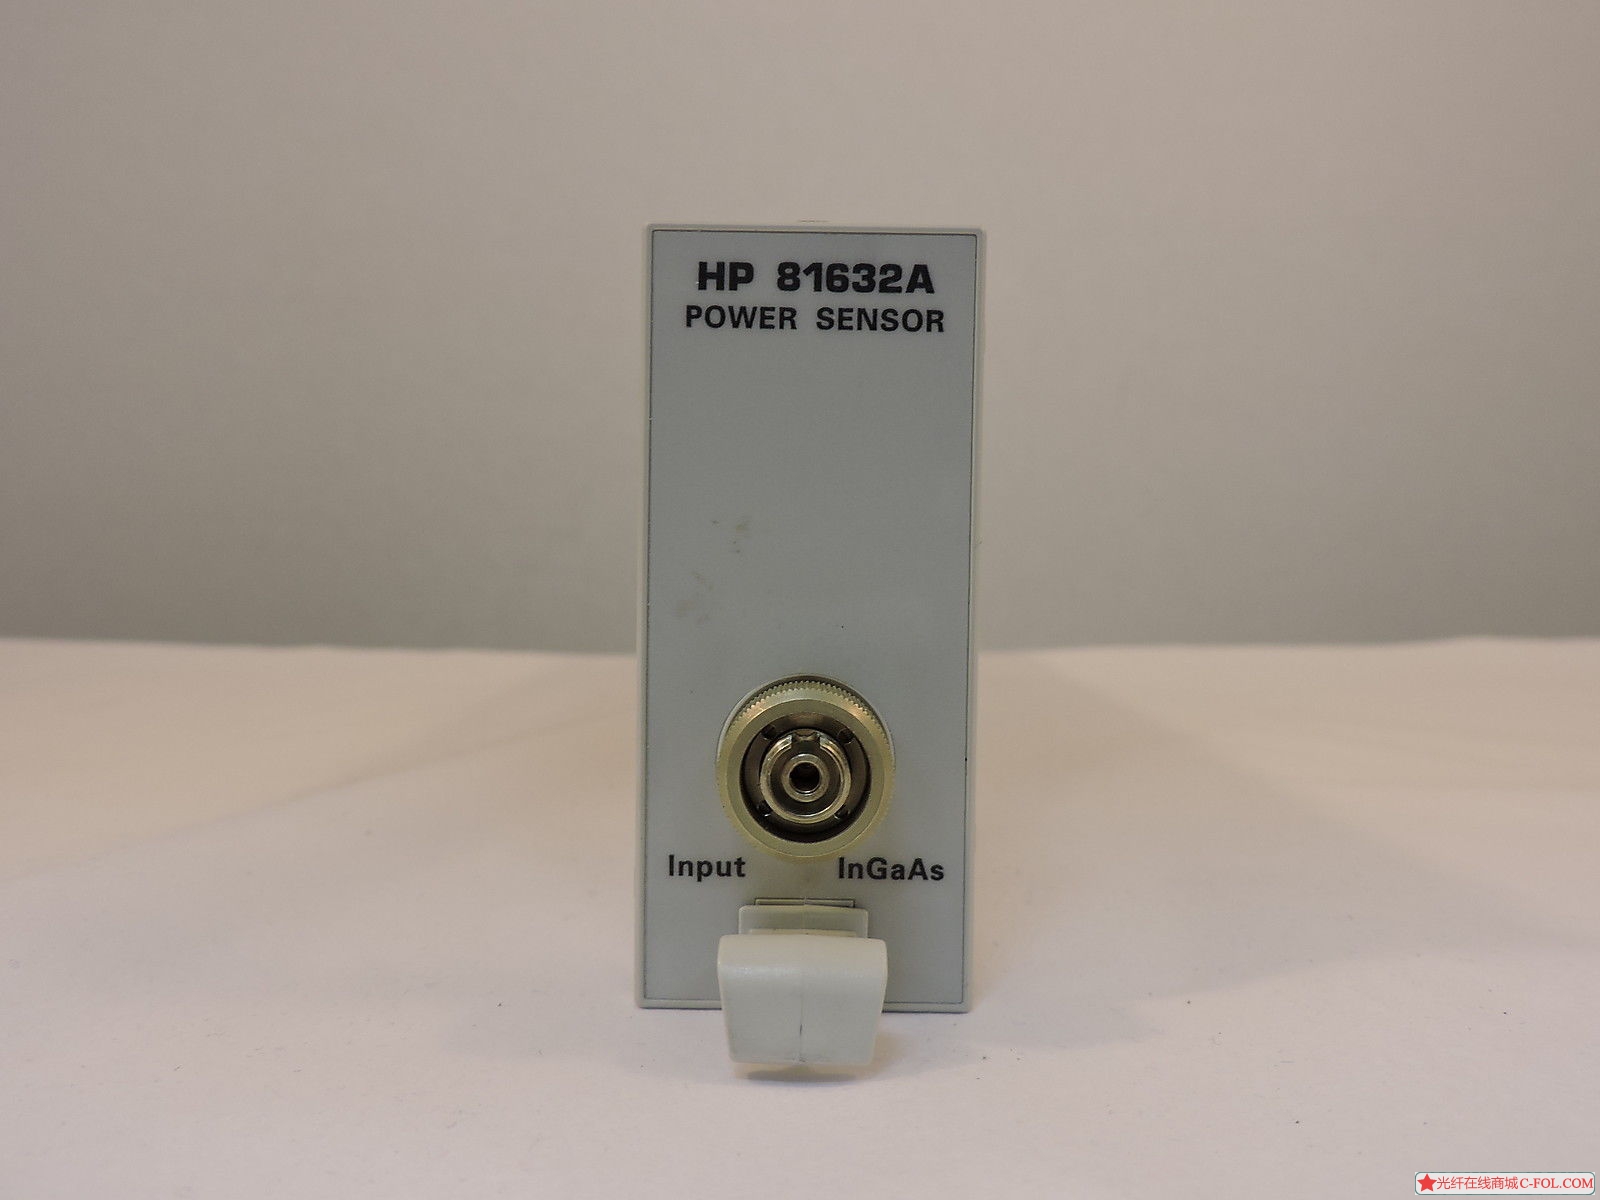 HP 81632A
POWER SENSOR
Input InGaAs
光纤在线商城C-FOL.COM